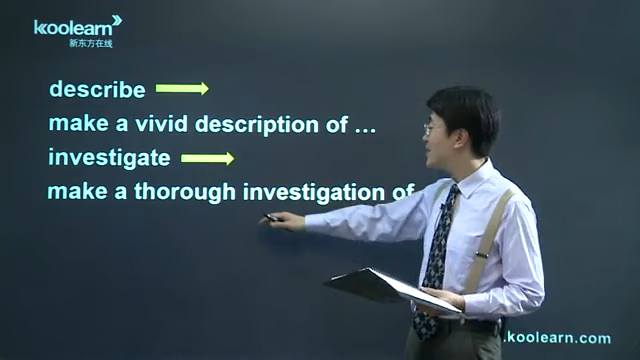 koolearn
新东方在线
describe
make a vivid description of …
investigate
make a thorough investigation of
.koolearn.com